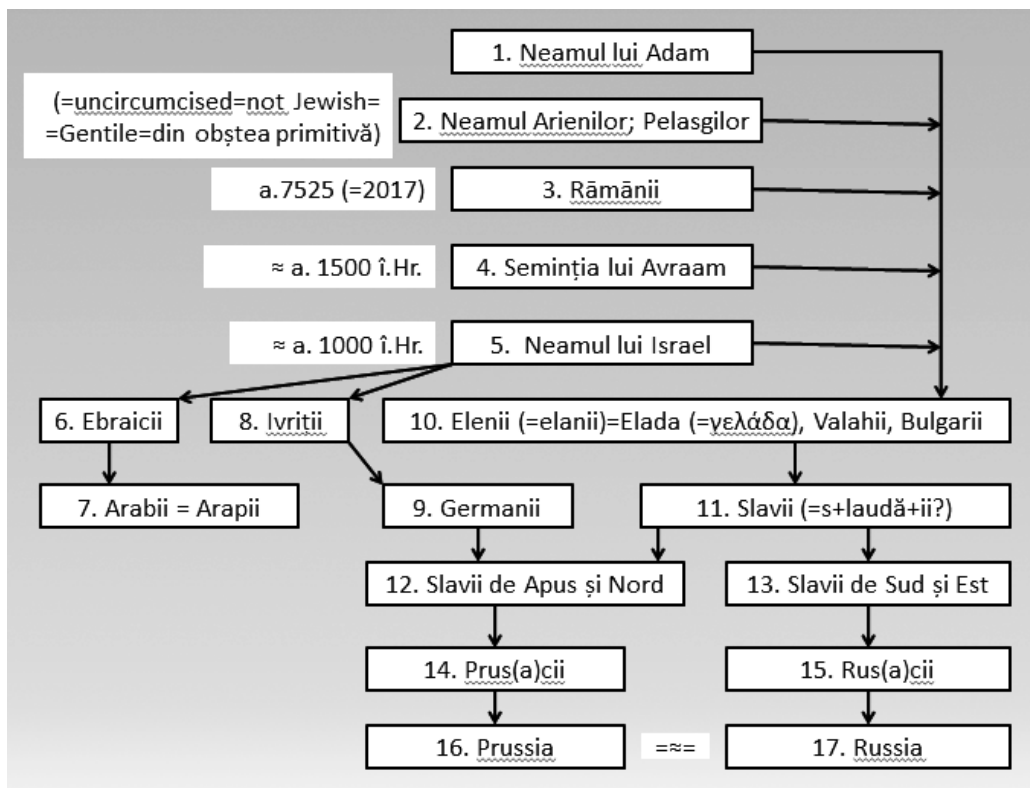 1. Neamul lui Adam
(=uncircumcised=not Jewish=
=Gentile=din obștea primitivă)
2. Neamul Arienilor; Pelasgilor
a.7525 (=2017)
3. Rāmānii
≈ a. 1500 î.Hr.
4. Seminția lui Avraam
≈ a. 1000 î.Hr.
5. Neamul lui Israel
6. Ebraicii
8. Ivriții
10. Elenii (=elanii)=Elada (=γελάδα), Valahii, Bulgarii
7. Arabii = Arapii
9. Germanii
11. Slavii (=s+laudă+ii?)
12. Slavii de Apus și Nord
13. Slavii de Sud și Est
14. Prus(a)cii
15. Rus(a)cii
16. Prussia
=≈=
17. Russia